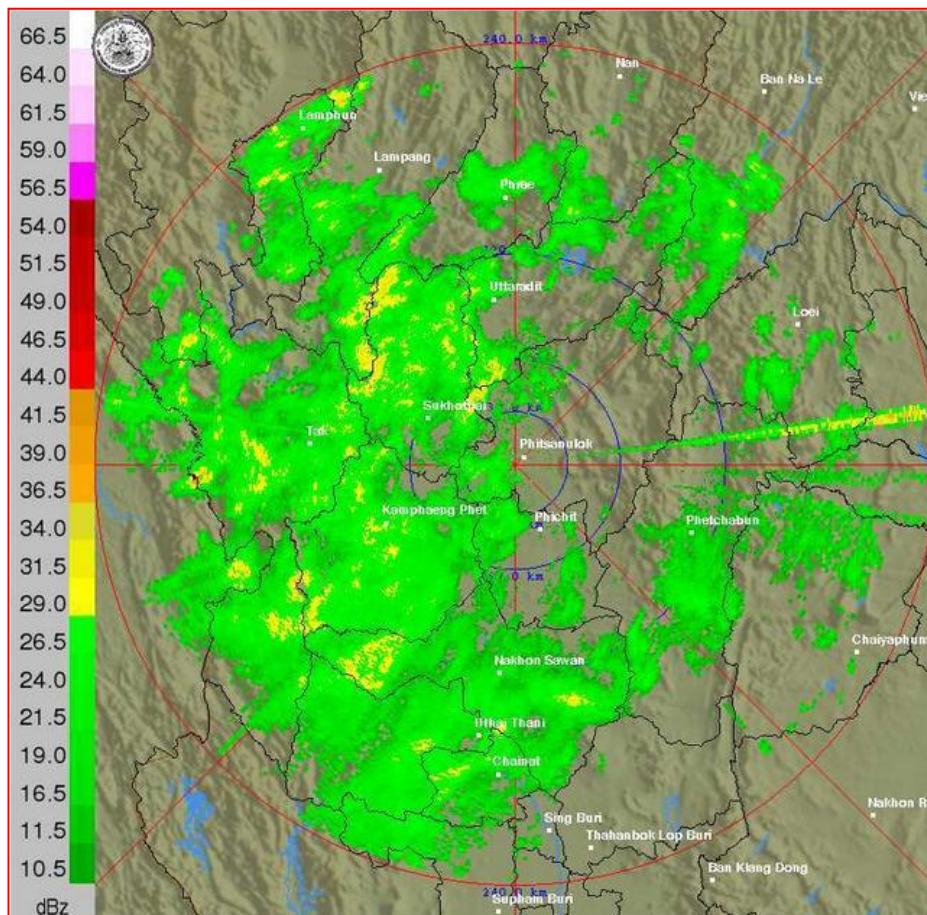 66.5
64.0
61.5
59.0
56.5
54.0
51.5
49.0
46.5
44.0
41.5
39.0
36.5
34.0
31.5
29.0
26.5
24.0
21.5
19.0
16.5
11.5
10.5
dBz
240.0 km
Nan
Ban Na Le
Vie
Lamphun
Lampang
Phrae
Uttaradit
Loei
Sukhothai
Tak
Phitsanulok
Kamphaeng Phet
Phichit
Phetchabun
Chaiyaphum
Nakhon Sawan
Uthai Thani
Chainat
Nakhon R
Sing Buri
Thahanbok Lop Buri
Ban Klang Dong
240.0 km
Supham Buri